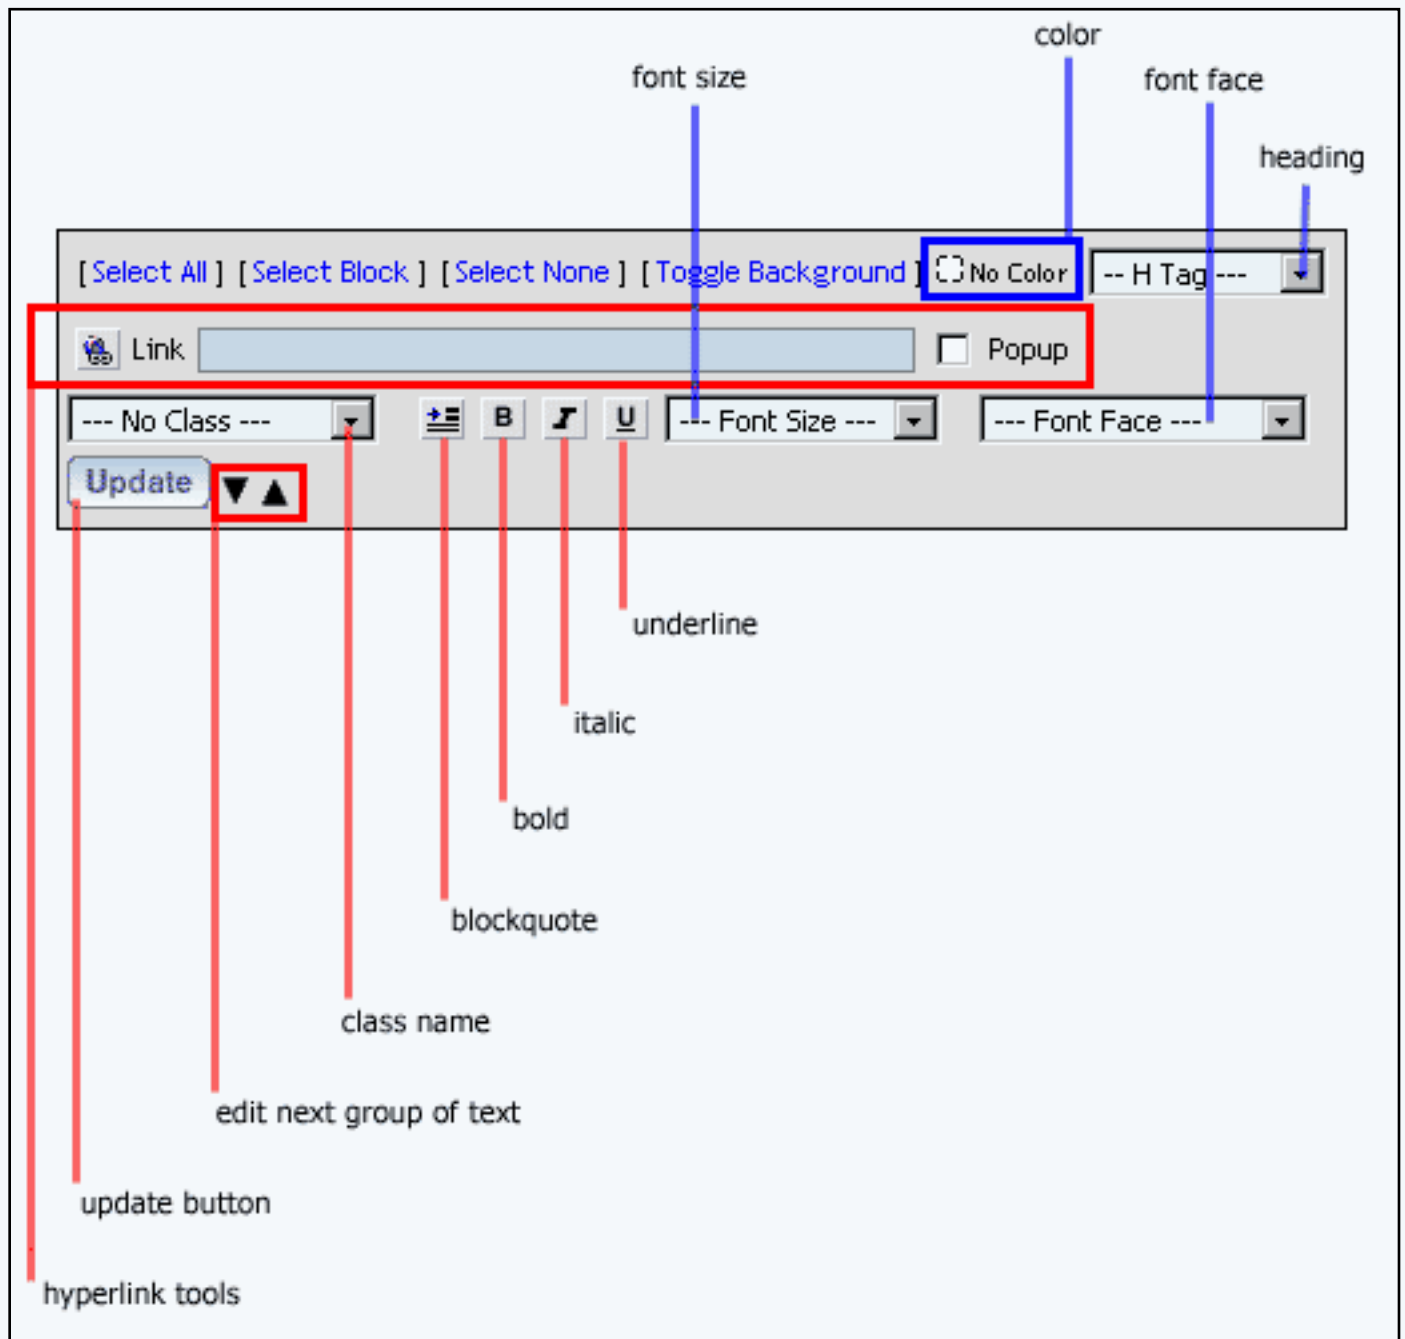 color
font size
font face
heading
[ Select All ] [ Select Block ] [ Select None ] [ Toggle Background ] No Color -- H Tag ---
Link Popup
--- No Class --- B I U --- Font Size --- --- Font Face ---
Update
underline
italic
bold
blockquote
class name
edit next group of text
update button
hyperlink tools